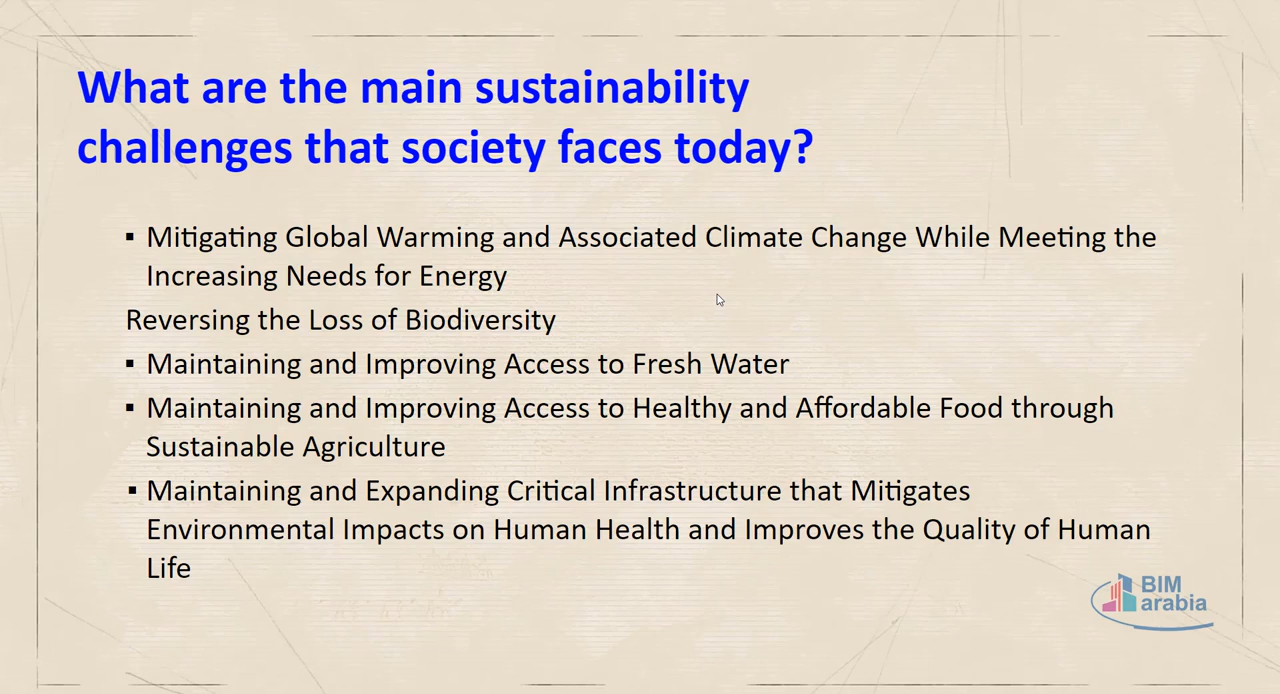 What are the main sustainability
challenges that society faces today?
▪ Mitigating Global Warming and Associated Climate Change While Meeting the
Increasing Needs for Energy
Reversing the Loss of Biodiversity
▪ Maintaining and Improving Access to Fresh Water
▪ Maintaining and Improving Access to Healthy and Affordable Food through
Sustainable Agriculture
▪ Maintaining and Expanding Critical Infrastructure that Mitigates
Environmental Impacts on Human Health and Improves the Quality of Human
Life
BIM
arabia